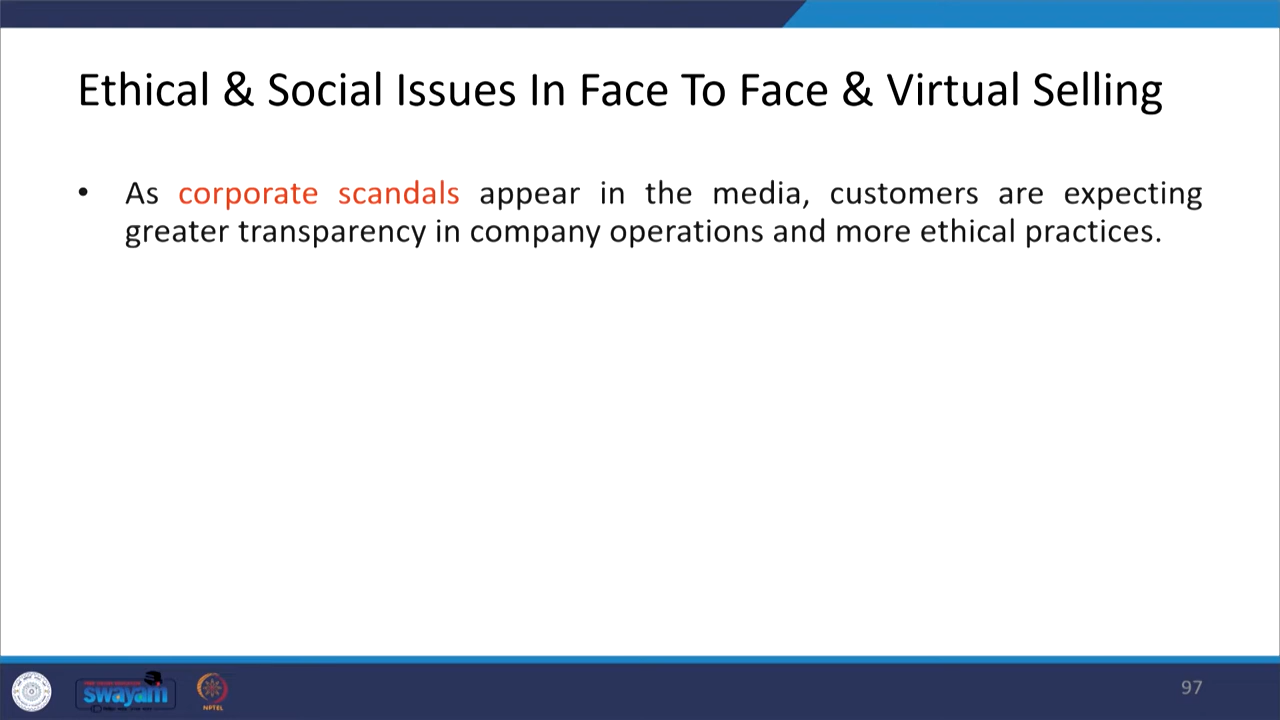 Ethical & Social Issues In Face To Face & Virtual Selling
• As corporate scandals appear in the media, customers are expecting
greater transparency in company operations and more ethical practices.
swayam
NPTEL
97